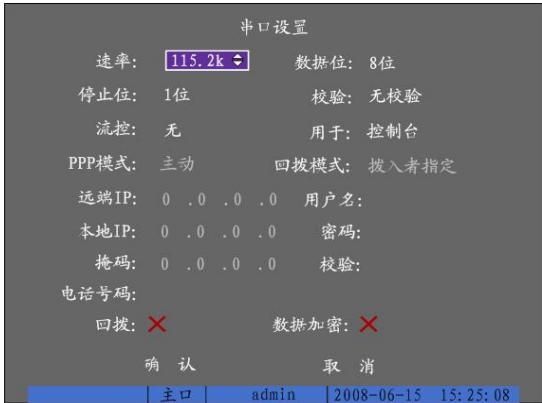 串口设置
速率: 115.2k 数据位: 8位
停止位: 1位 校验: 无校验
流控: 无 用于: 控制台
PPP模式: 主动 回拨模式: 拨入者指定
远端IP: 0 .0 .0 .0 用户名:
本地IP: 0 .0 .0 .0 密码:
掩码: 0 .0 .0 .0 校验:
电话号码:
回拨: 数据加密:
确 认 取 消
主口 admin 2008-06-15 15:25:08